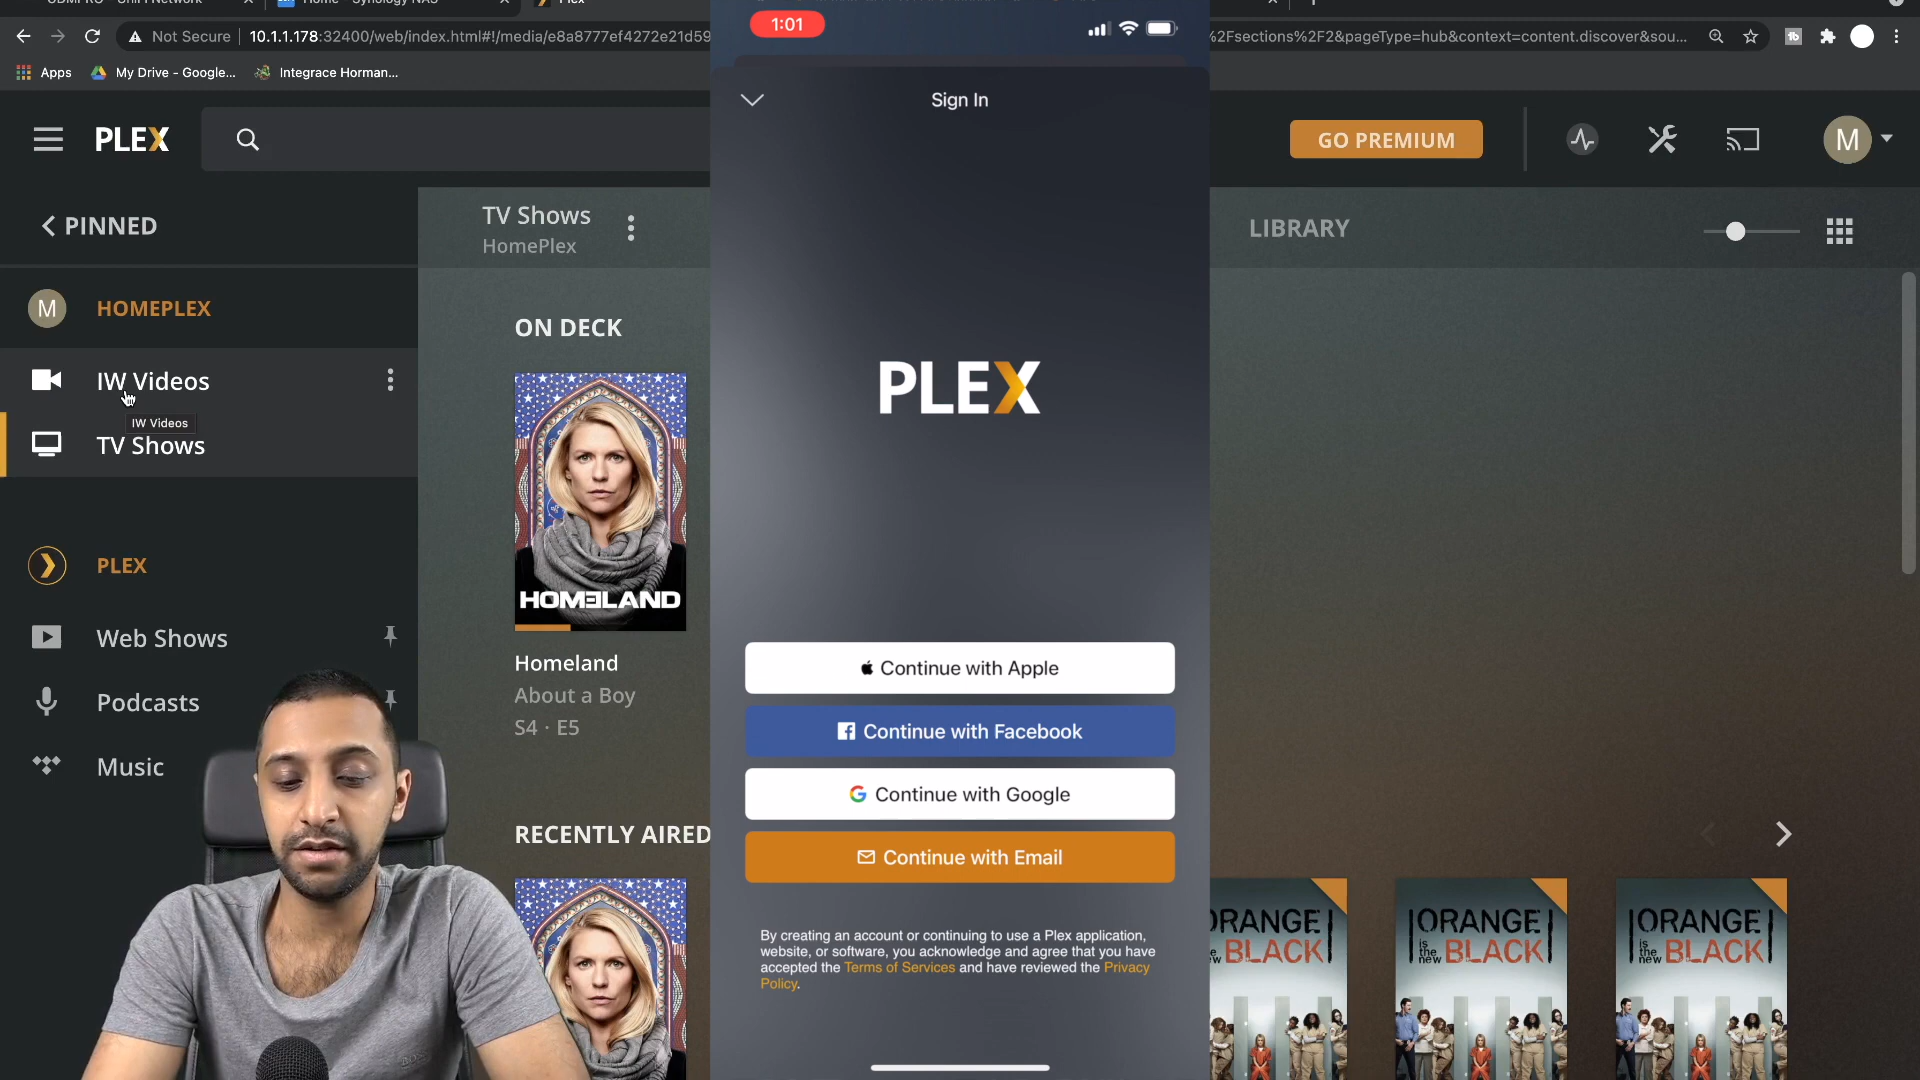 Home - Synology NAS
Plex
Not Secure
10.1.1.178:32400/web/index.html#!/media/e8a8777ef4272e21d59
%2Fsections%2F2&pageType=hub&context=content.discover&sou...
Apps
My Drive - Google...
Integrace Horman...
PLEX
GO PREMIUM
M
PINNED
M
HOMEPLEX
IW Videos
IW Videos
TV Shows
PLEX
Web Shows
Podcasts
Music
TV Shows
HomePlex
LIBRARY
ON DECK
HOMELAND
Homeland
About a Boy
S4 · E5
RECENTLY AIRED
1:01
Sign In
PLEX
Continue with Apple
Continue with Facebook
Continue with Google
Continue with Email
By creating an account or continuing to use a Plex application,
website, or software, you acknowledge and agree that you have
accepted the Terms of Services and have reviewed the Privacy
Policy.
ORANGE
BLACK
ORANGE
is the new BLACK
ORANGE
is the new BLACK